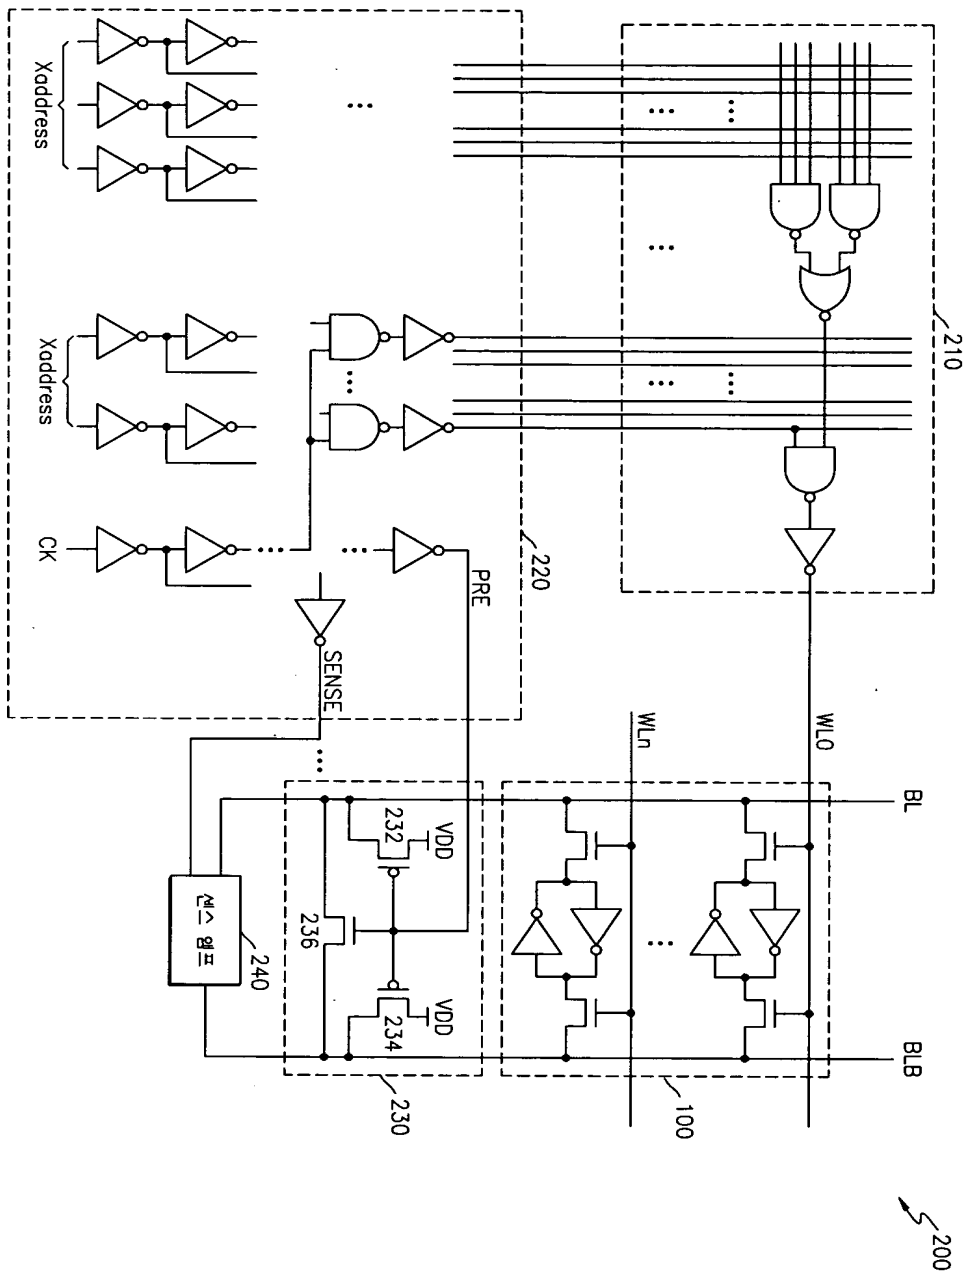 Xaddress
Xaddress
CK
210
220
PRE
SENSE
WLn
WL0
BL
232
VDD
236
VDD
234
센스 앰프
240
BLB
230
100
200